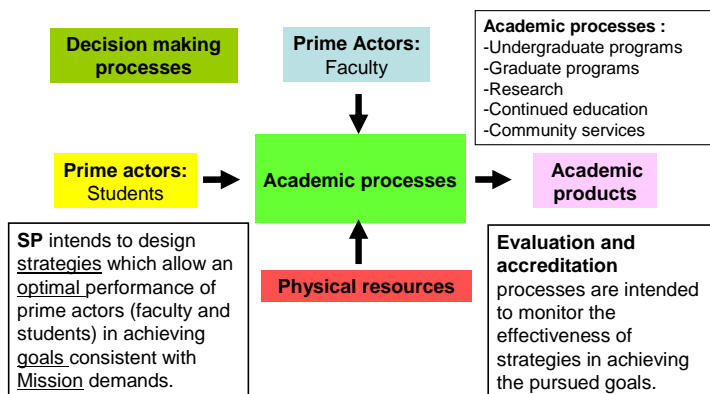 Decision making
processes
Prime Actors:
Faculty
Academic processes :
-Undergraduate programs
-Graduate programs
-Research
-Continued education
-Community services
Prime actors:
Students
Academic processes
Academic
products
SP intends to design
strategies which allow an
optimal performance of
prime actors (faculty and
students) in achieving
goals consistent with
Mission demands.
Physical resources
Evaluation and
accreditation
processes are intended
to monitor the
effectiveness of
strategies in achieving
the pursued goals.